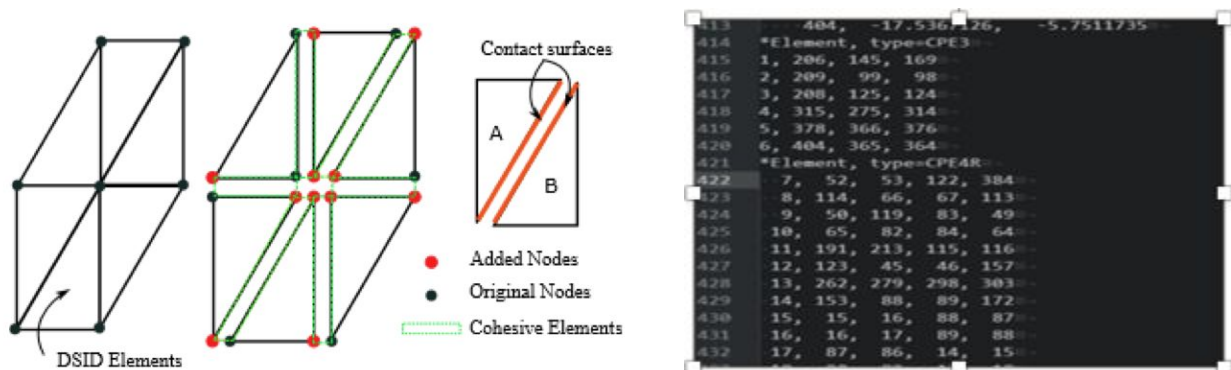 Contact surfaces
A
B
Added Nodes
Original Nodes
Cohesive Elements
DSID Elements
413 404, -17.5367126, -5.7511735
414 *Element, type=CPE3
415 1, 206, 145, 169
416 2, 209, 99, 98
417 3, 208, 125, 124
418 4, 315, 275, 314
419 5, 378, 366, 376
420 6, 404, 365, 364
421 *Element, type=CPE4R
422 7, 52, 53, 122, 384
423 8, 114, 66, 67, 113
424 9, 50, 119, 83, 49
425 10, 65, 82, 84, 64
426 11, 191, 213, 115, 116
427 12, 123, 45, 46, 157
428 13, 262, 279, 298, 303
429 14, 153, 88, 89, 172
430 15, 15, 16, 88, 87
431 16, 16, 17, 89, 88
432 17, 87, 86, 14, 15